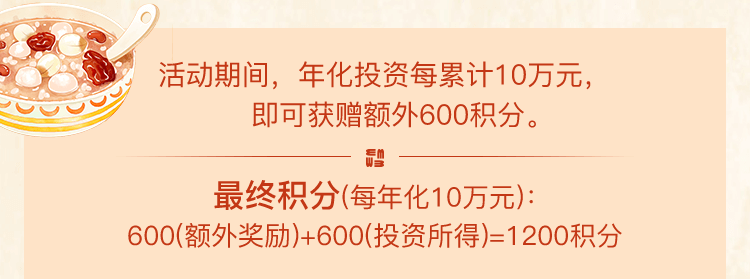 活动期间，年化投资每累计10万元，
即可获赠额外600积分。
最终积分(每年化10万元)：
600(额外奖励)+600(投资所得)=1200积分